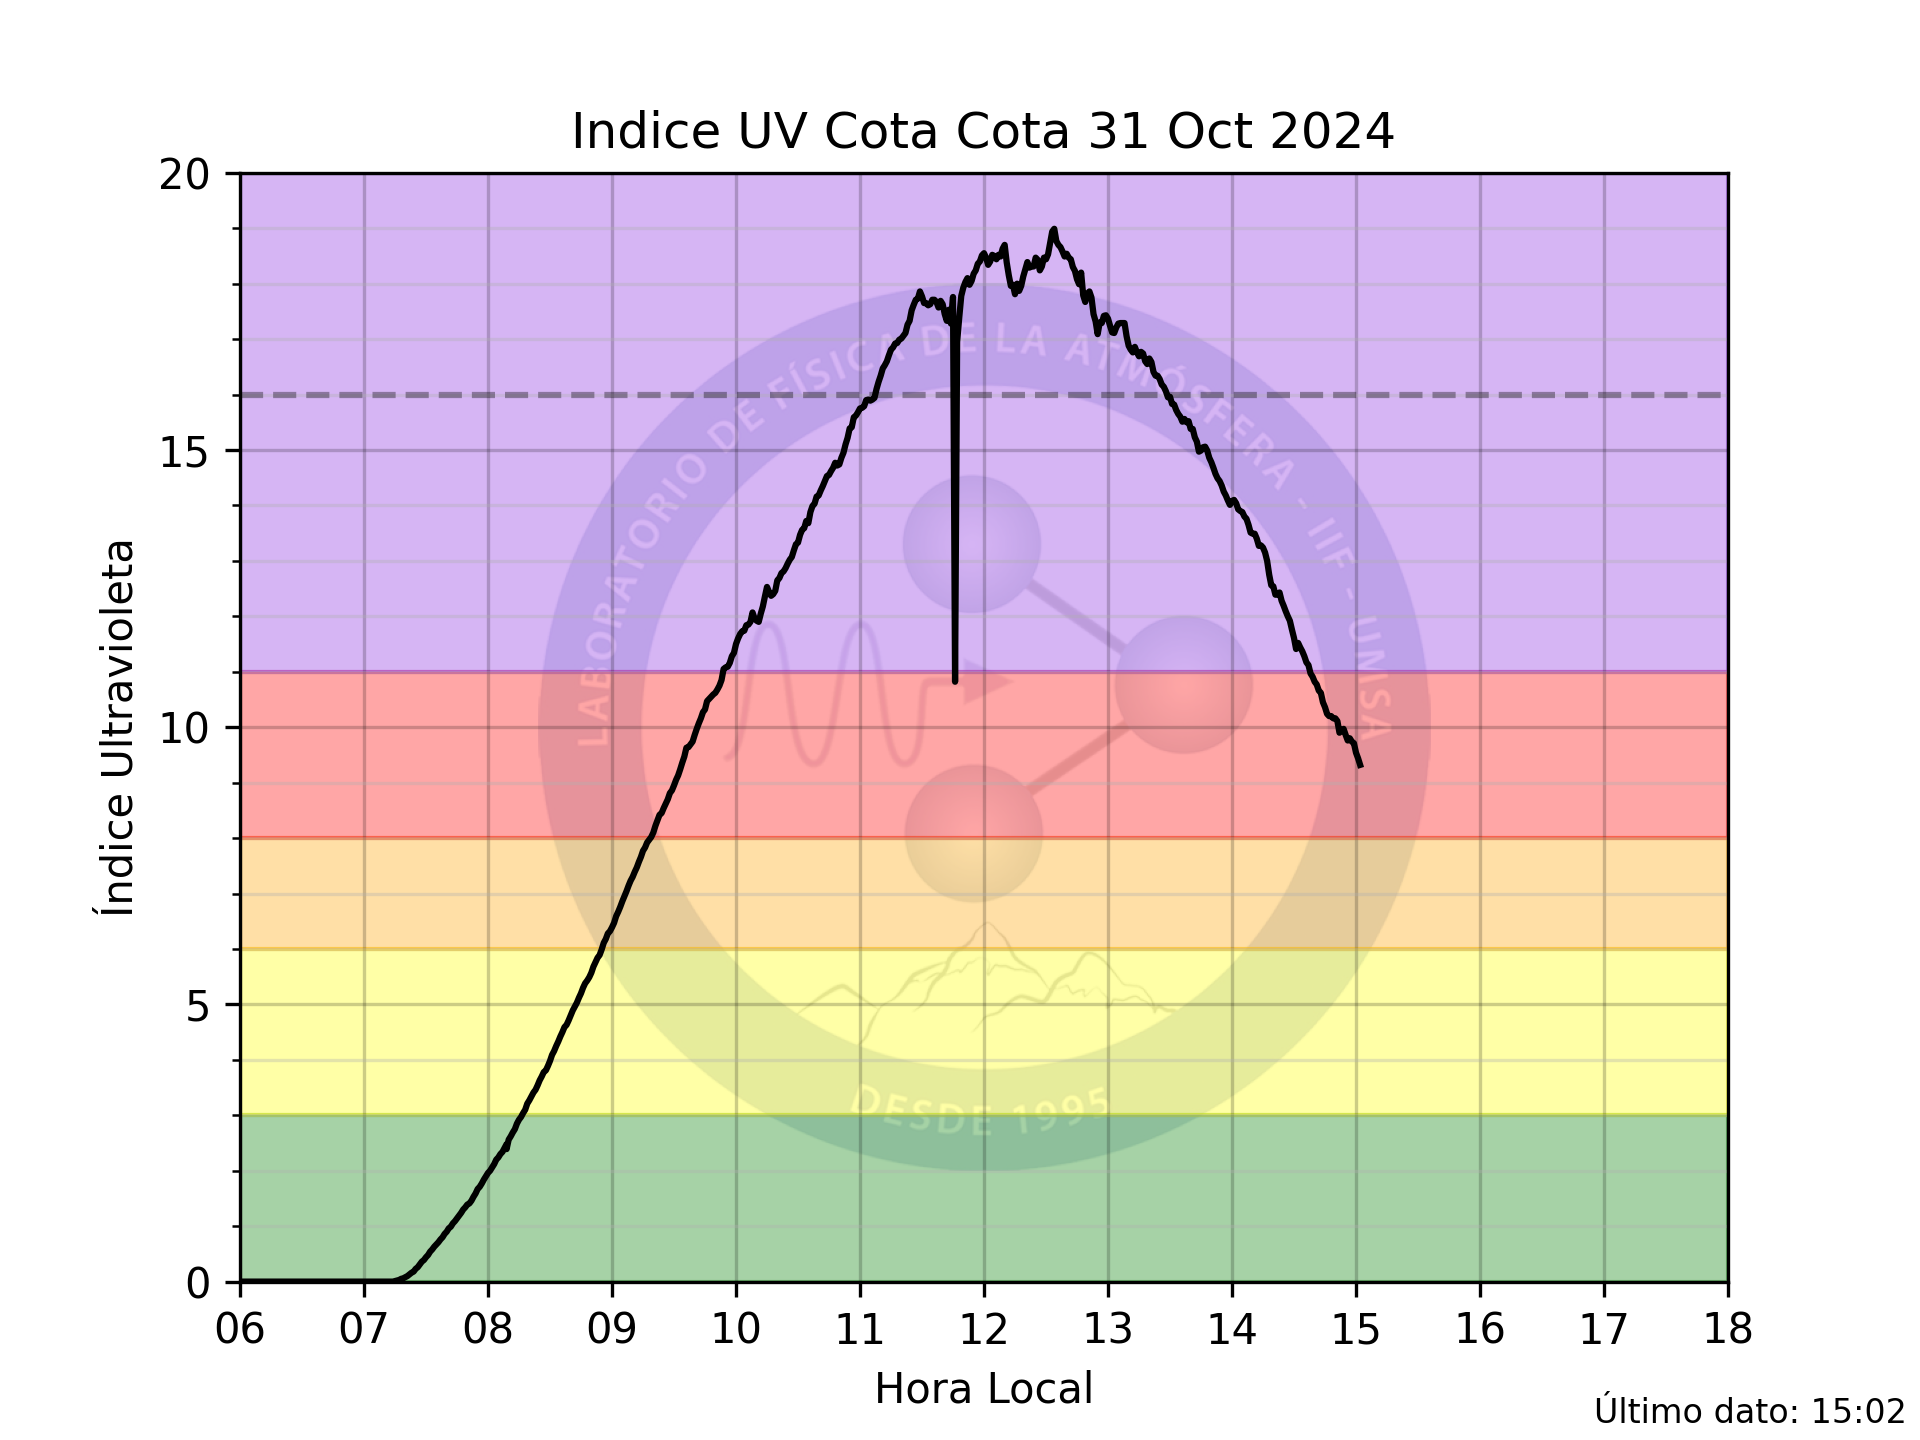 Indice UV Cota Cota 31 Oct 2024
20
15
10
5
0
Índice Ultravioleta
LABORATORIO DE FÍSICA DE LA ATMÓSFERA - IIF - UMSA
DESDE 1995
06 07 08 09 10 11 12 13 14 15 16 17 18
Hora Local
Último dato: 15:02